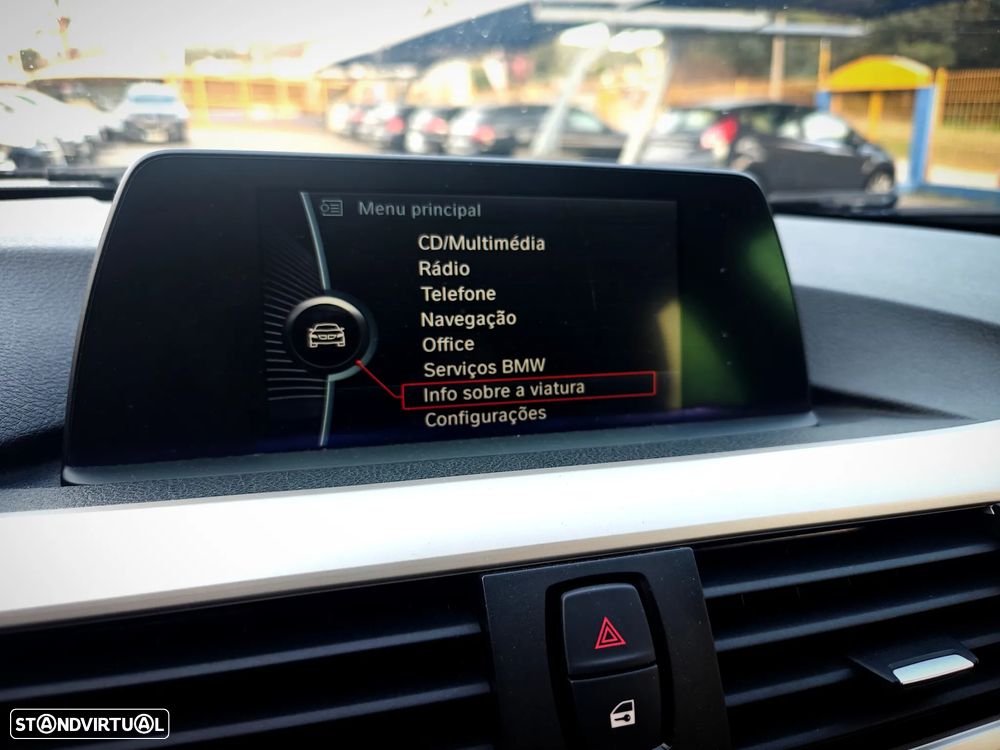 Menu principal
CD/Multimédia
Rádio
Telefone
Navegação
Office
Serviços BMW
Info sobre a viatura
Configurações
STANDVIRTUAL